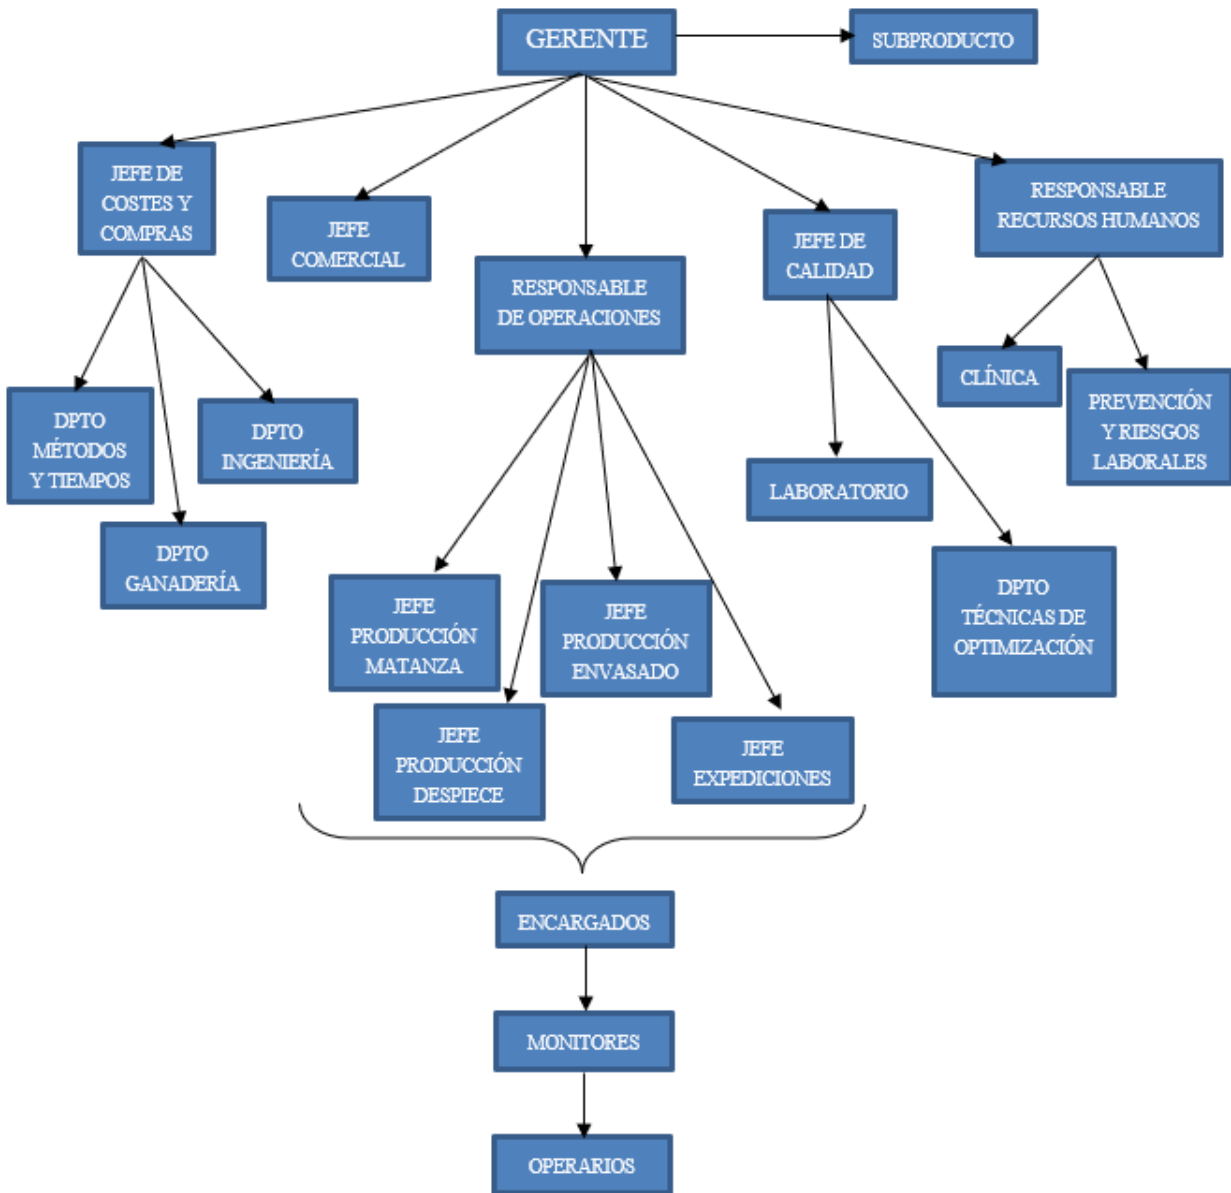 GERENTE
SUBPRODUCTO
JEFE DE
COSTES Y
COMPRAS
JEFE
COMERCIAL
RESPONSABLE
DE OPERACIONES
JEFE DE
CALIDAD
RESPONSABLE
RECURSOS HUMANOS
DPTO
MÉTODOS
Y TIEMPOS
DPTO
INGENIERÍA
DPTO
GANADERÍA
LABORATORIO
CLÍNICA
PREVENCIÓN
Y RIESGOS
LABORALES
JEFE
PRODUCCIÓN
MATANZA
JEFE
PRODUCCIÓN
ENVASADO
DPTO
TÉCNICAS DE
OPTIMIZACIÓN
JEFE
PRODUCCIÓN
DESPIECE
JEFE
EXPEDICIONES
ENCARGADOS
MONITORES
OPERARIOS